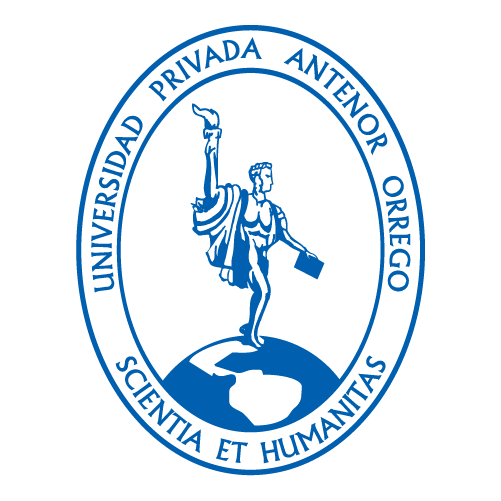 UNIVERSIDAD PRIVADA ANTENOR ORREGO
SCIENTIA ET HUMANITAS